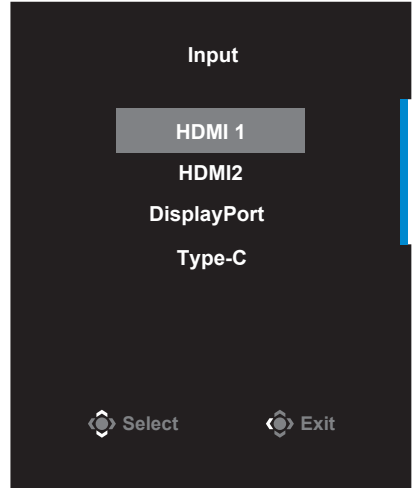 Input
HDMI 1
HDMI2
DisplayPort
Type-C
Select Exit